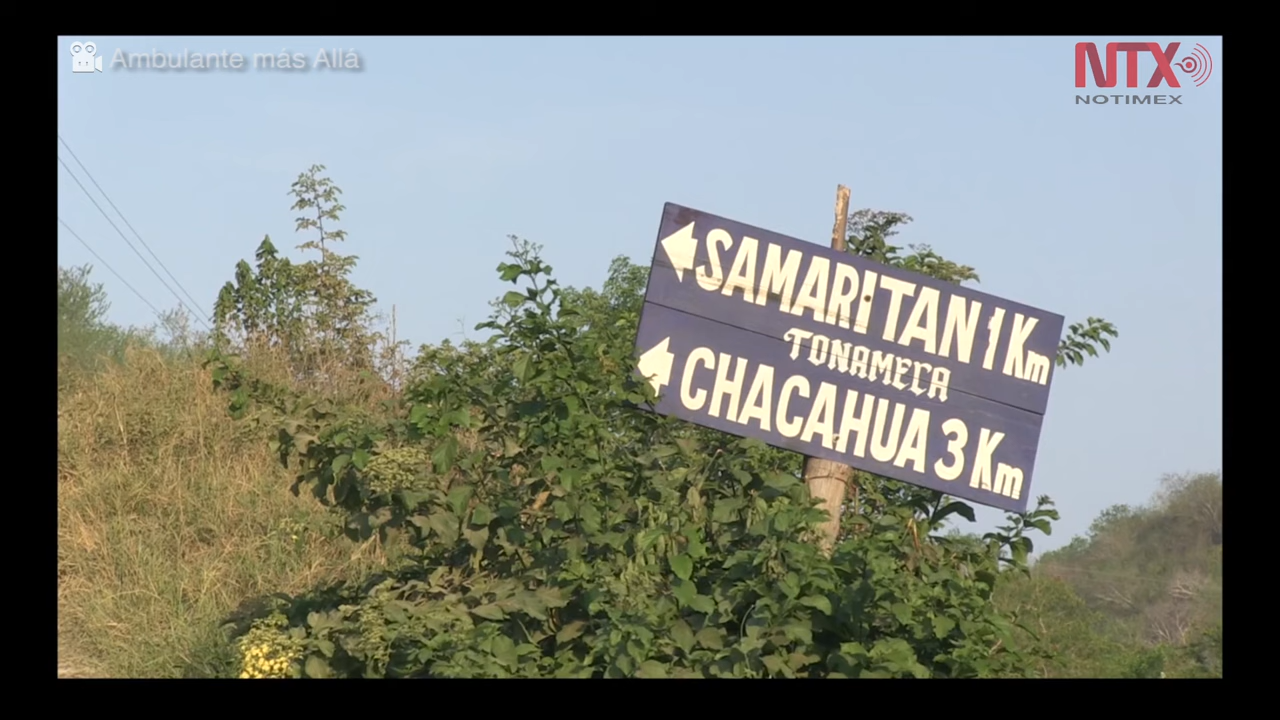 Ambulante más Allá
NTX
NOTIMEX
SAMARITAN 1 Km
TONAMECA
CHACAHUA 3 Km